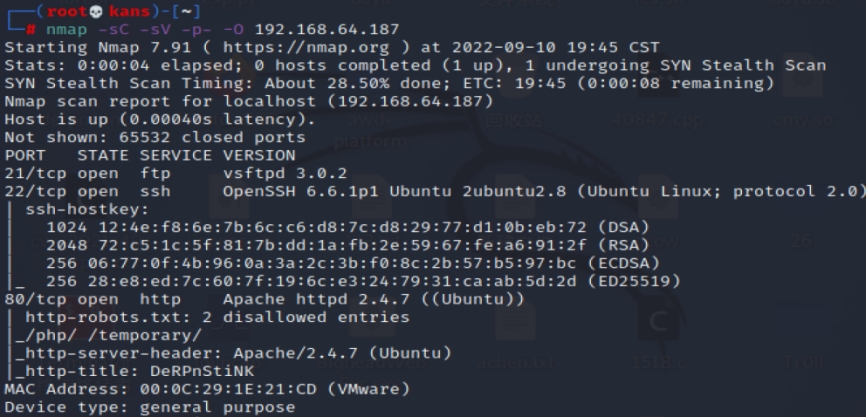 (root💀kans)-[~]
# nmap -sC -sV -p- -O 192.168.64.187
Starting Nmap 7.91 ( https://nmap.org ) at 2022-09-10 19:45 CST
Stats: 0:00:04 elapsed; 0 hosts completed (1 up), 1 undergoing SYN Stealth Scan
SYN Stealth Scan Timing: About 28.50% done; ETC: 19:45 (0:00:08 remaining)
Nmap scan report for localhost (192.168.64.187)
Host is up (0.00040s latency).
Not shown: 65532 closed ports
PORT   STATE SERVICE VERSION
21/tcp open  ftp     vsftpd 3.0.2
22/tcp open  ssh     OpenSSH 6.6.1p1 Ubuntu 2ubuntu2.8 (Ubuntu Linux; protocol 2.0)
| ssh-hostkey:
|   1024 12:4e:f8:6e:7b:6c:c6:d8:7c:d8:29:77:d1:0b:eb:72 (DSA)
|   2048 72:c5:1c:5f:81:7b:dd:1a:fb:2e:59:67:fe:a6:91:2f (RSA)
|   256 06:77:0f:4b:96:0a:3a:2c:3b:f0:8c:2b:57:b5:97:bc (ECDSA)
|_  256 28:e8:ed:7c:60:7f:19:6c:e3:24:79:31:ca:ab:5d:2d (ED25519)
80/tcp open  http    Apache httpd 2.4.7 ((Ubuntu))
| http-robots.txt: 2 disallowed entries
|_/php/ /temporary/
|_http-server-header: Apache/2.4.7 (Ubuntu)
|_http-title: DeRPnStiNK
MAC Address: 00:0C:29:1E:21:CD (VMware)
Device type: general purpose